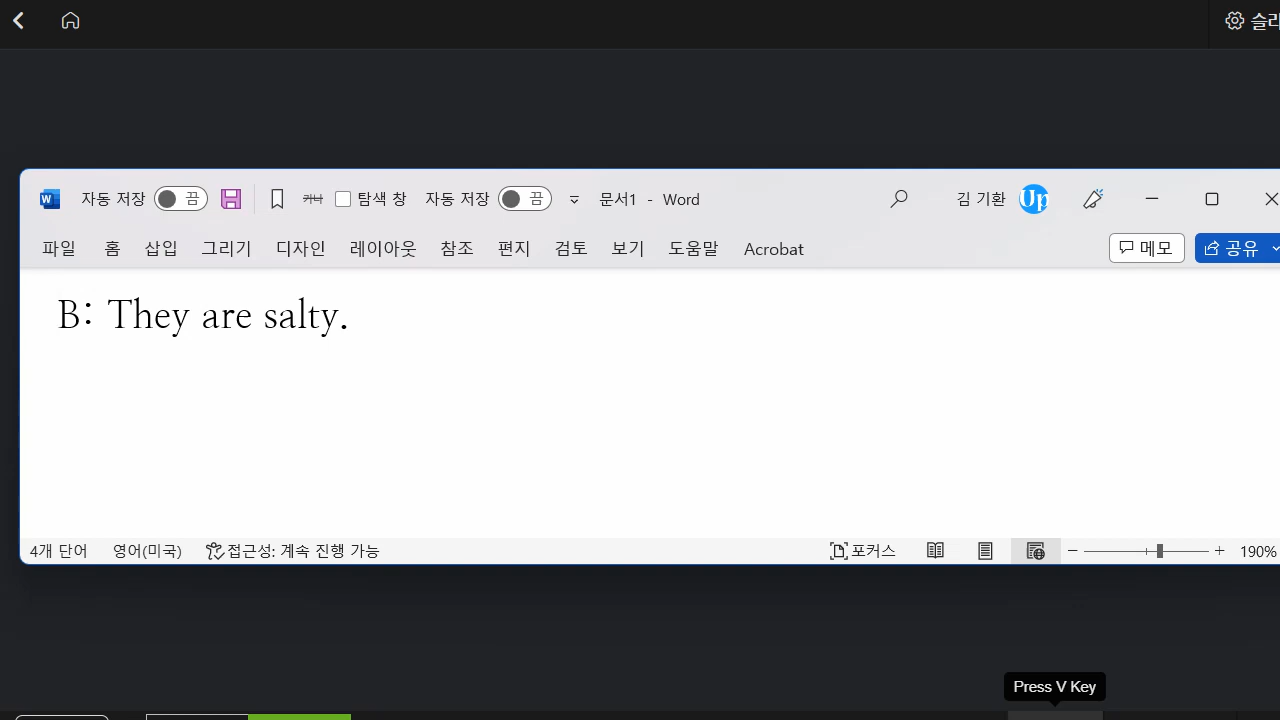 슬라
자동 저장 끔 가나 탐색 창 자동 저장 끔 문서1 - Word 김 기환 Up
파일 홈 삽입 그리기 디자인 레이아웃 참조 편지 검토 보기 도움말 Acrobat 메모 공유
B: They are salty.
4개 단어 영어(미국) 접근성: 계속 진행 가능 포커스 190%
Press V Key